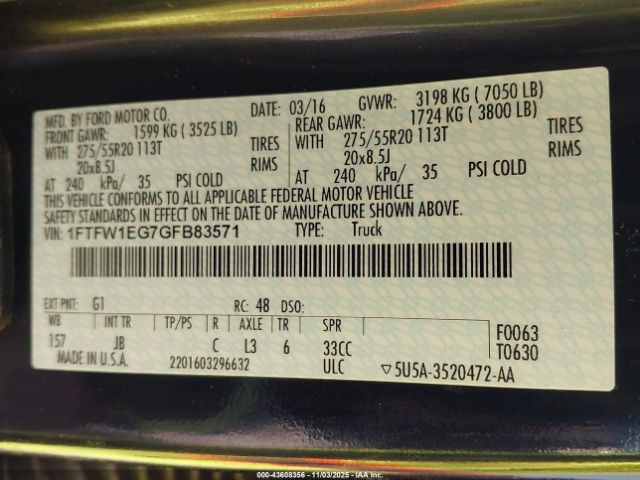 MFD. BY FORD MOTOR CO. DATE: 03/16 GVWR: 3198 KG ( 7050 LB)
FRONT GAWR: 1599 KG ( 3525 LB) REAR GAWR: 1724 KG ( 3800 LB)
WITH 275/55R20 113T TIRES WITH 275/55R20 113T TIRES
20x8.5J RIMS 20x8.5J RIMS
AT 240 kPa/ 35 PSI COLD AT 240 kPa/ 35 PSI COLD
THIS VEHICLE CONFORMS TO ALL APPLICABLE FEDERAL MOTOR VEHICLE
SAFETY STANDARDS IN EFFECT ON THE DATE OF MANUFACTURE SHOWN ABOVE.
VIN: 1FTFW1EG7GFB83571 TYPE: Truck
EXT PNT: G1 RC: 48 DSO:
WB INT TR TP/PS R AXLE TR SPR F0063
157 JB C L3 6 33CC T0630
MADE IN U.S.A. 2201603296632 ULC ▽5U5A-3520472-AA
000-43608356 - 11/03/2025 - IAA Inc.